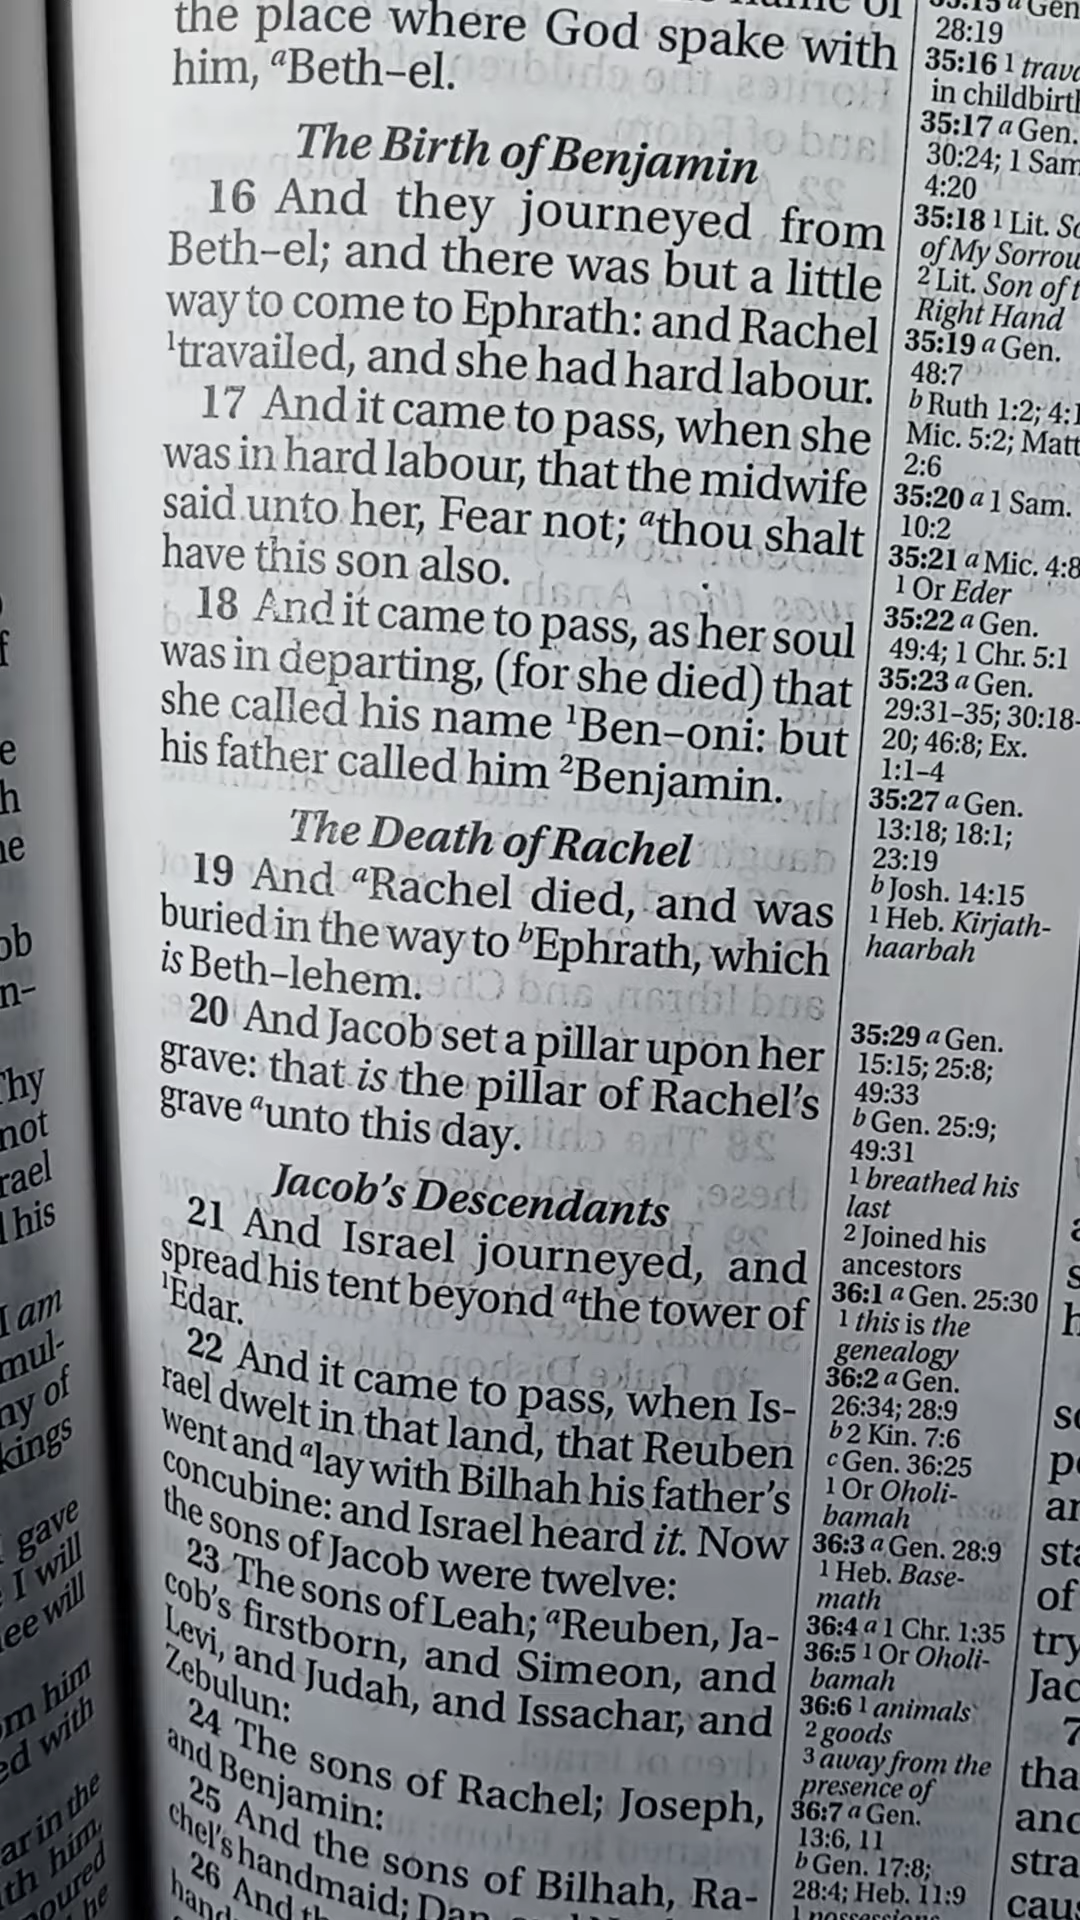 the place where God spake with
him, aBeth–el.
The Birth of Benjamin
16 And they journeyed from
Beth–el; and there was but a little
way to come to Ephrath: and Rachel
1travailed, and she had hard labour.
17 And it came to pass, when she
was in hard labour, that the midwife
said unto her, Fear not; athou shalt
have this son also.
18 And it came to pass, as her soul
was in departing, (for she died) that
she called his name 1Ben–oni: but
his father called him 2Benjamin.
The Death of Rachel
19 And aRachel died, and was
buried in the way to bEphrath, which
is Beth–lehem.
20 And Jacob set a pillar upon her
grave: that is the pillar of Rachel's
grave aunto this day.
Jacob's Descendants
21 And Israel journeyed, and
spread his tent beyond athe tower of
1Edar.
22 And it came to pass, when Is-
rael dwelt in that land, that Reuben
went and alay with Bilhah his father's
concubine: and Israel heard it. Now
the sons of Jacob were twelve:
23 The sons of Leah; aReuben, Ja-
cob's firstborn, and Simeon, and
Levi, and Judah, and Issachar, and
Zebulun:
24 The sons of Rachel; Joseph,
and Benjamin:
25 And the sons of Bilhah, Ra-
chel's handmaid; Dan
26 And
28:19
35:16 1
in childbirth
35:17 a Gen.
30:24; 1 Sam
4:20
35:18 1 Lit.
of My
2 Lit. Son of
Right Hand
35:19 a Gen.
48:7
b Ruth 1:2;
Mic. 5:2; Matt
2:6
35:20 a 1 Sam.
10:2
35:21 a Mic. 4:8
1 Or Eder
35:22 a Gen.
49:4; 1 Chr. 5:1
35:23 a Gen.
29:31–35; 30:18–
20; 46:8; Ex.
1:1–4
35:27 a Gen.
13:18; 18:1;
23:19
b Josh. 14:15
1 Heb. Kirjath-
haarbah
35:29 a Gen.
15:15; 25:8;
49:33
b Gen. 25:9;
49:31
1 breathed his
last
2 Joined his
ancestors
36:1 a Gen. 25:30
1 this is the
genealogy
36:2 a Gen.
26:34; 28:9
b 2 Kin. 7:6
c Gen. 36:25
1 Or Oholi-
bamah
36:3 a Gen. 28:9
1 Heb. Base-
math
36:4 a 1 Chr. 1:35
36:5 1 Or Oholi-
bamah
36:6 1 animals
2 goods
3 away from the
presence of
36:7 a Gen.
13:6, 11
b Gen. 17:8;
28:4; Heb. 11:9